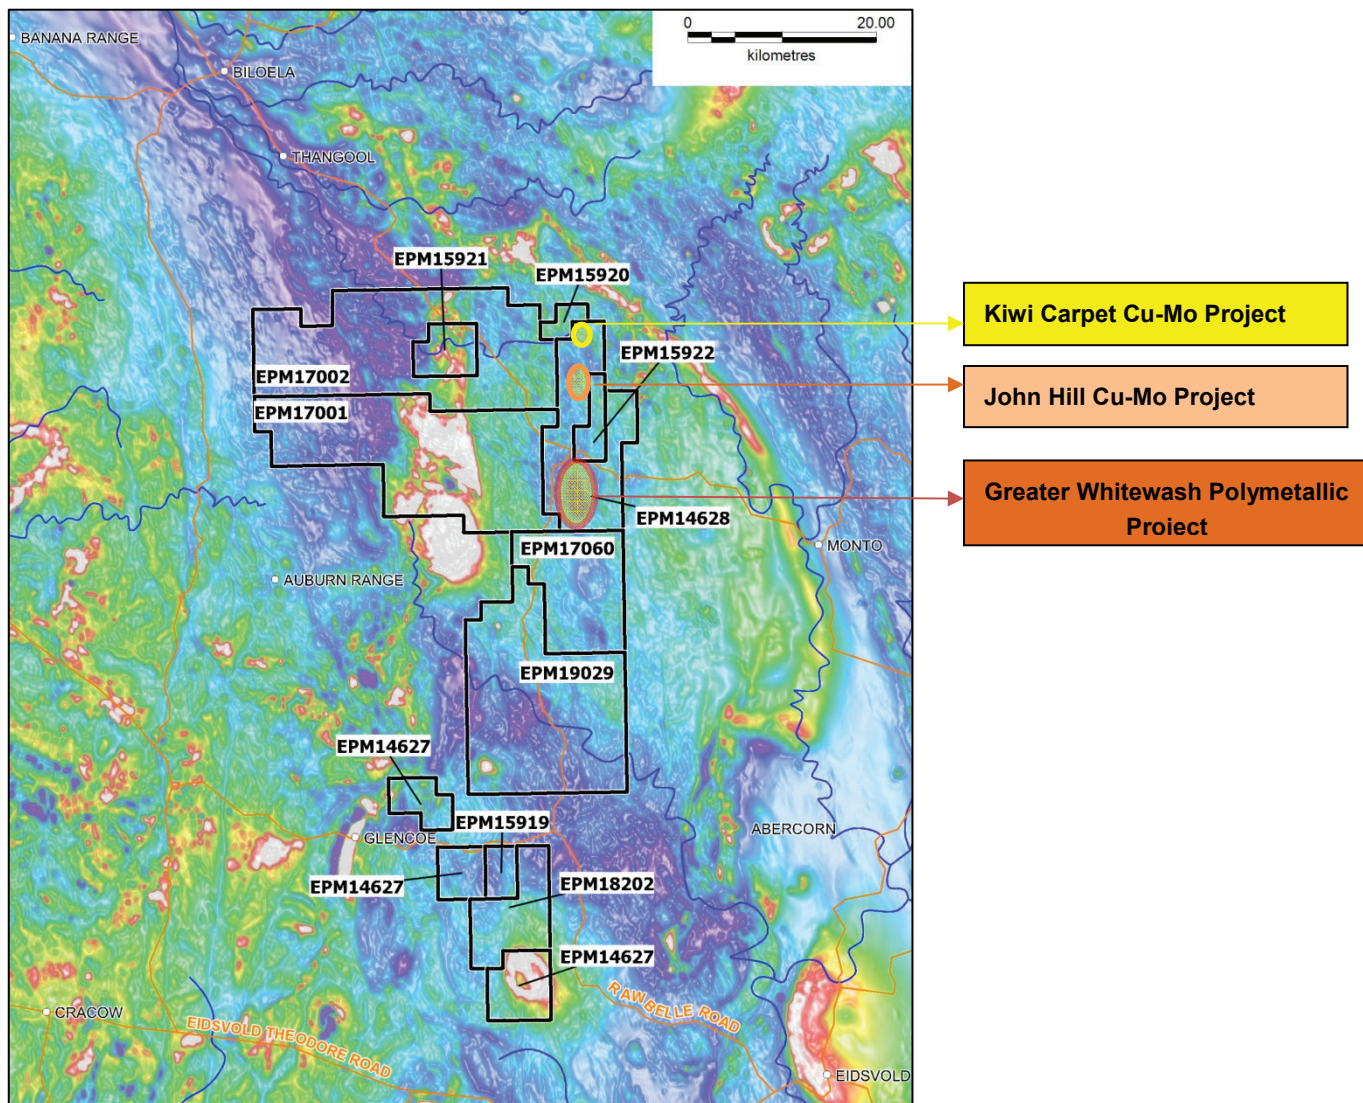 0 20.00
kilometres
BANANA RANGE
BILOELA
THANGOOL
EPM15921
EPM15920
Kiwi Carpet Cu-Mo Project
EPM15922
EPM17002
John Hill Cu-Mo Project
EPM17001
Greater Whitewash Polymetallic
Project
EPM14628
EPM17060
MONTO
AUBURN RANGE
EPM19029
EPM14627
EPM15919
ABERCORN
GLENCOE
EPM14627
EPM18202
EPM14627
RAWBELLE ROAD
CRACOW
EIDSVOLD THEODORE ROAD
EIDSVOLD